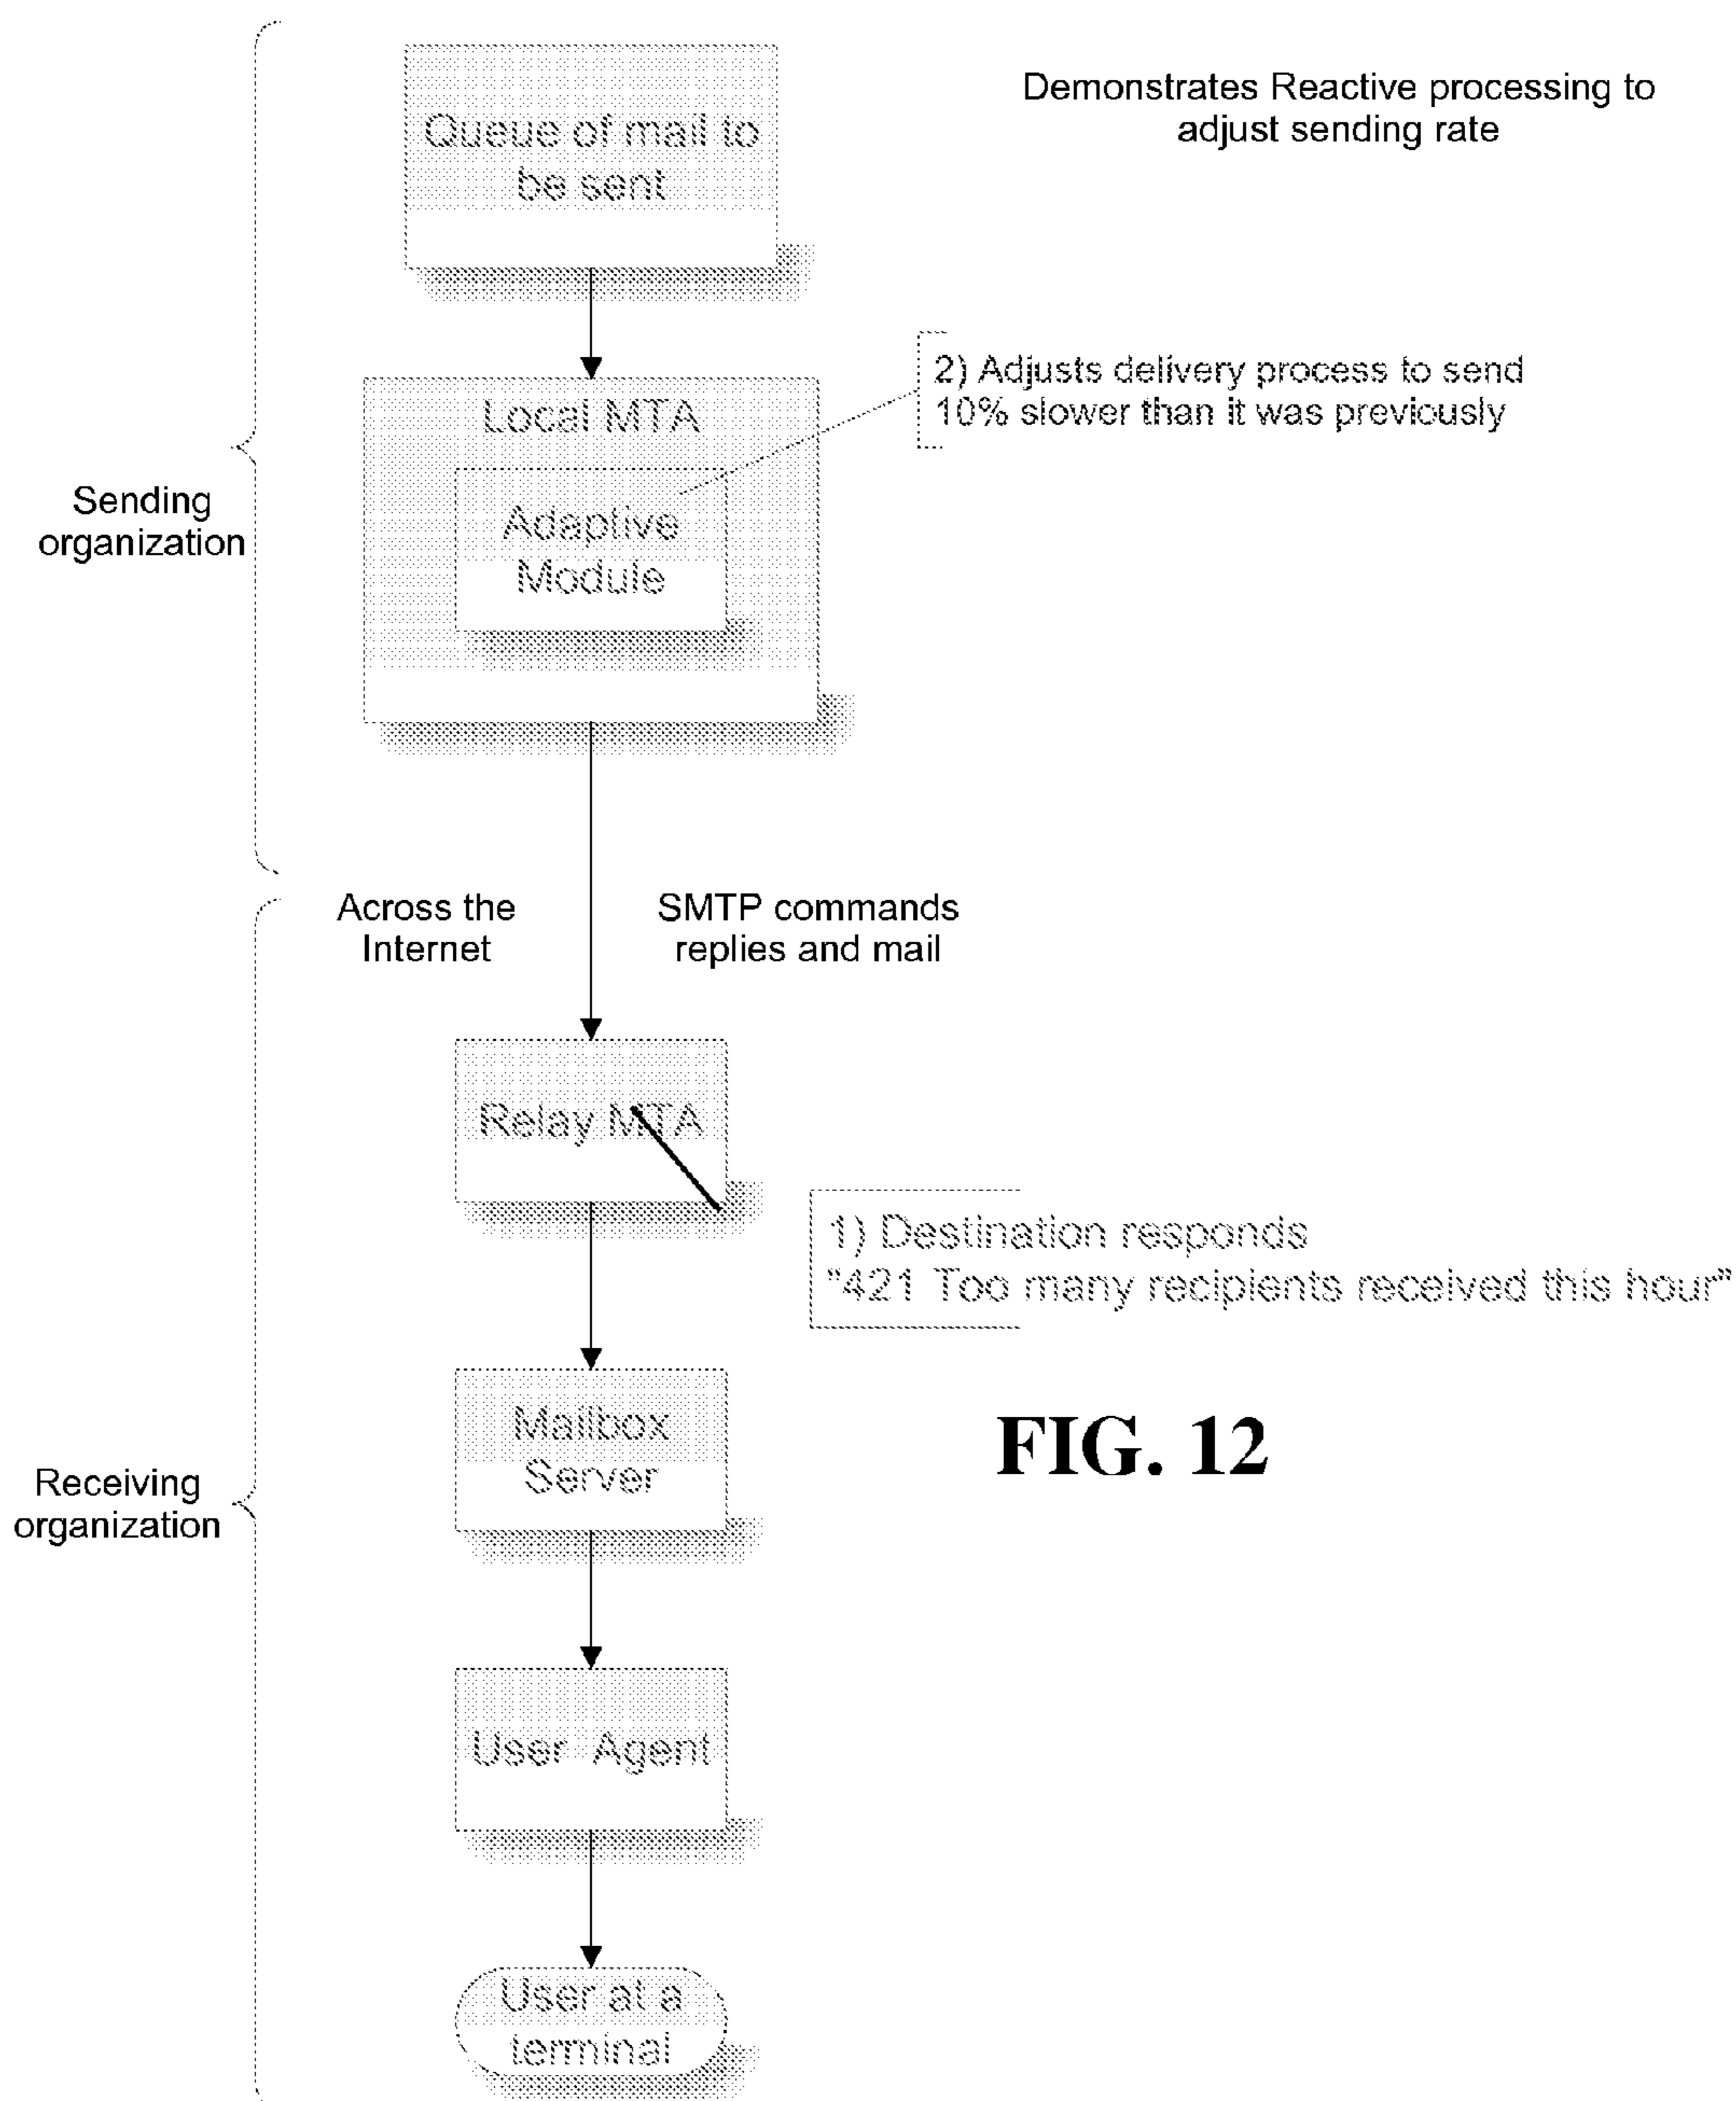 Demonstrates Reactive processing to
adjust sending rate
Queue of mail to
be sent
2) Adjusts delivery process to send
10% slower than it was previously
Local MTA
Adaptive
Module
Sending
organization
Across the
Internet
SMTP commands
replies and mail
Relay MTA
1) Destination responds
"421 Too many recipients received this hour"
Mailbox
Server
FIG. 12
Receiving
organization
User Agent
User at a
terminal